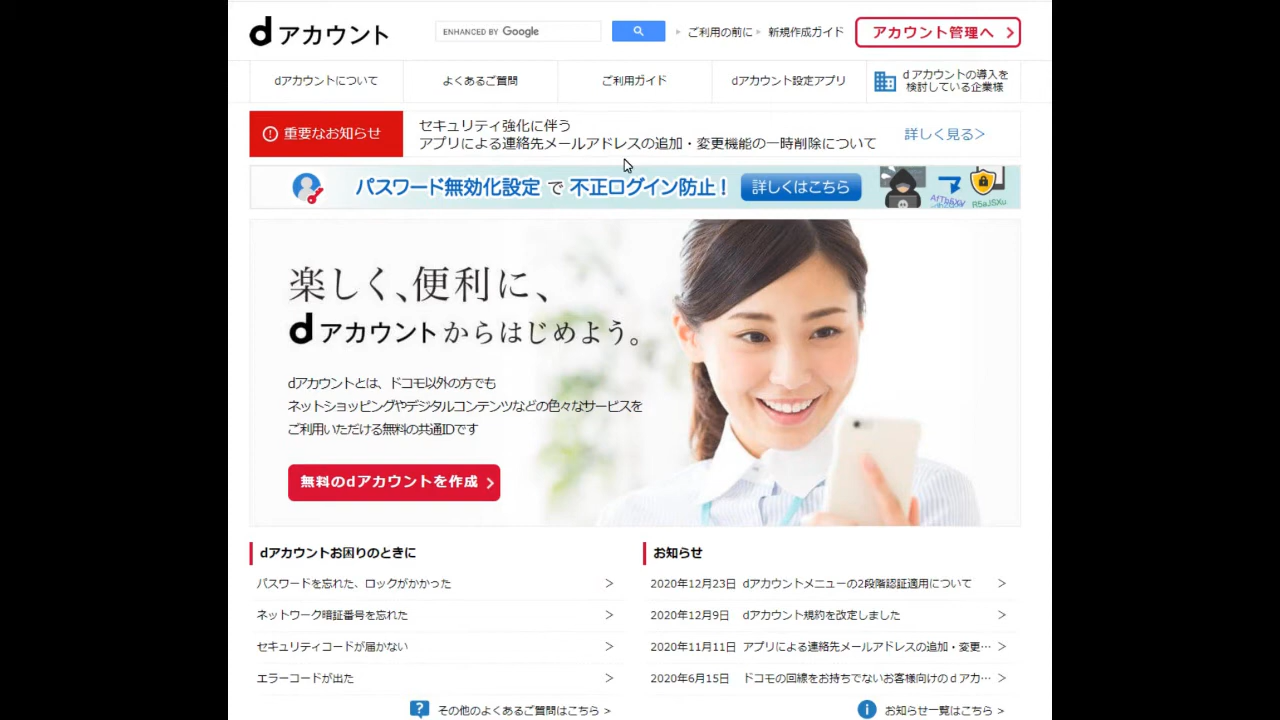 dアカウント
ENHANCED BY Google
ご利用の前に
新規作成ガイド
アカウント管理へ
dアカウントについて
よくあるご質問
ご利用ガイド
dアカウント設定アプリ
dアカウントの導入を
検討している企業様
重要なお知らせ
セキュリティ強化に伴う
アプリによる連絡先メールアドレスの追加・変更機能の一時削除について
詳しく見る>
パスワード無効化設定 で 不正ログイン防止!
詳しくはこちら
楽しく、便利に、
dアカウントからはじめよう。
dアカウントとは、ドコモ以外の方でも
ネットショッピングやデジタルコンテンツなどの色々なサービスを
ご利用いただける無料の共通IDです
無料のdアカウントを作成
dアカウントお困りのときに
パスワードを忘れた、ロックがかかった
ネットワーク暗証番号を忘れた
セキュリティコードが届かない
エラーコードが出た
その他のよくあるご質問はこちら >
お知らせ
2020年12月23日 dアカウントメニューの2段階認証適用について
2020年12月9日 dアカウント規約を改定しました
2020年11月11日 アプリによる連絡先メールアドレスの追加・変更…
2020年6月15日 ドコモの回線をお持ちでないお客様向けのdアカ…
お知らせ一覧はこちら >